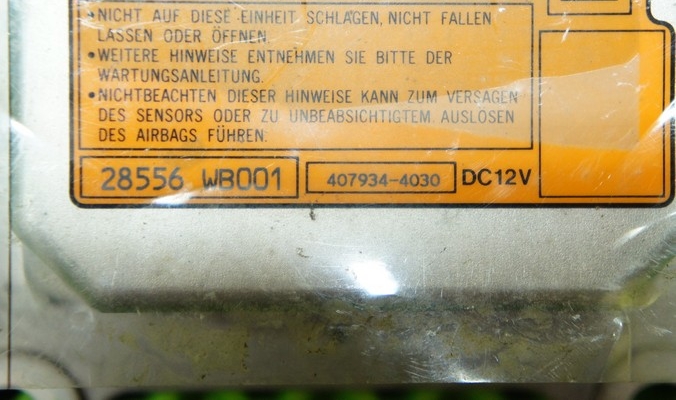 •NICHT AUF DIESE EINHEIT SCHLAGEN, NICHT FALLEN
LASSEN ODER ÖFFNEN.
•WEITERE HINWEISE ENTNEHMEN SIE BITTE DER
WARTUNGSANLEITUNG.
•NICHTBEACHTEN DIESER HINWEISE KANN ZUM VERSAGEN
DES SENSORS ODER ZU UNBEABSICHTIGTEM AUSLÖSEN
DES AIRBAGS FÜHREN.
28556 WB001 407934-4030 DC12V